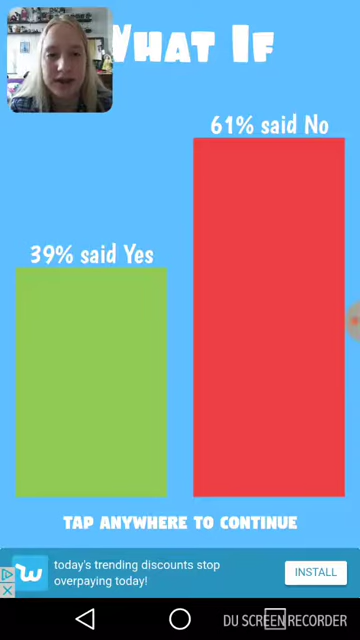 What If
61% said No
39% said Yes
TAP ANYWHERE TO CONTINUE
today's trending discounts stop
overpaying today!
INSTALL
DU SCREEN RECORDER